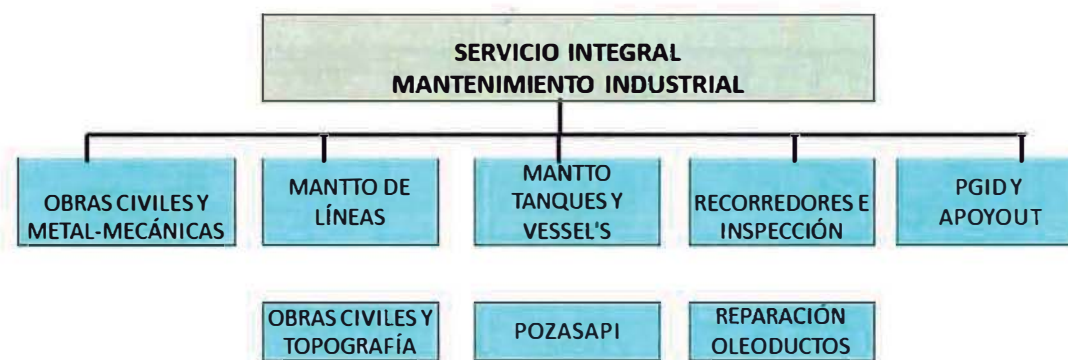 SERVICIO INTEGRAL
MANTENIMIENTO INDUSTRIAL
OBRAS CIVILES Y
METAL-MECÁNICAS
MANTTO DE
LÍNEAS
MANTTO
TANQUES Y
VESSEL'S
RECORREDORES E
INSPECCIÓN
PGID Y
APOYOUT
OBRAS CIVILES Y
TOPOGRAFÍA
POZASAPI
REPARACIÓN
OLEODUCTOS